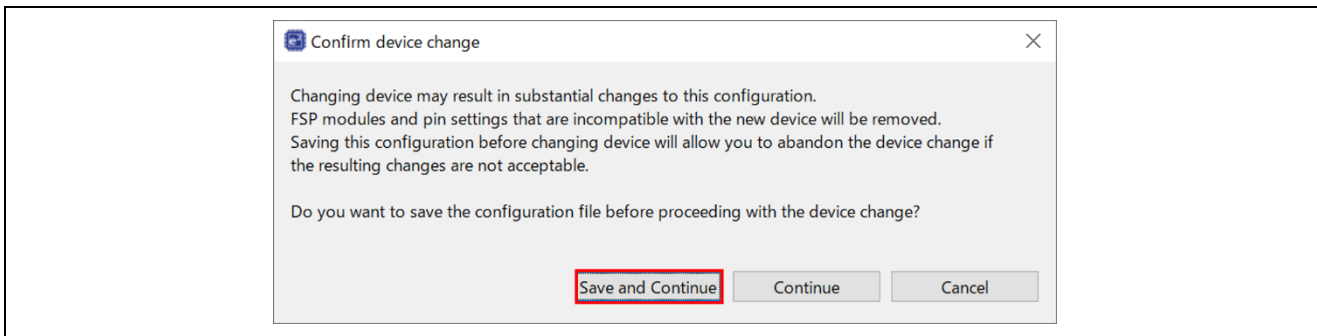 Confirm device change
Changing device may result in substantial changes to this configuration.
FSP modules and pin settings that are incompatible with the new device will be removed.
Saving this configuration before changing device will allow you to abandon the device change if
the resulting changes are not acceptable.
Do you want to save the configuration file before proceeding with the device change?
Save and Continue
Continue
Cancel